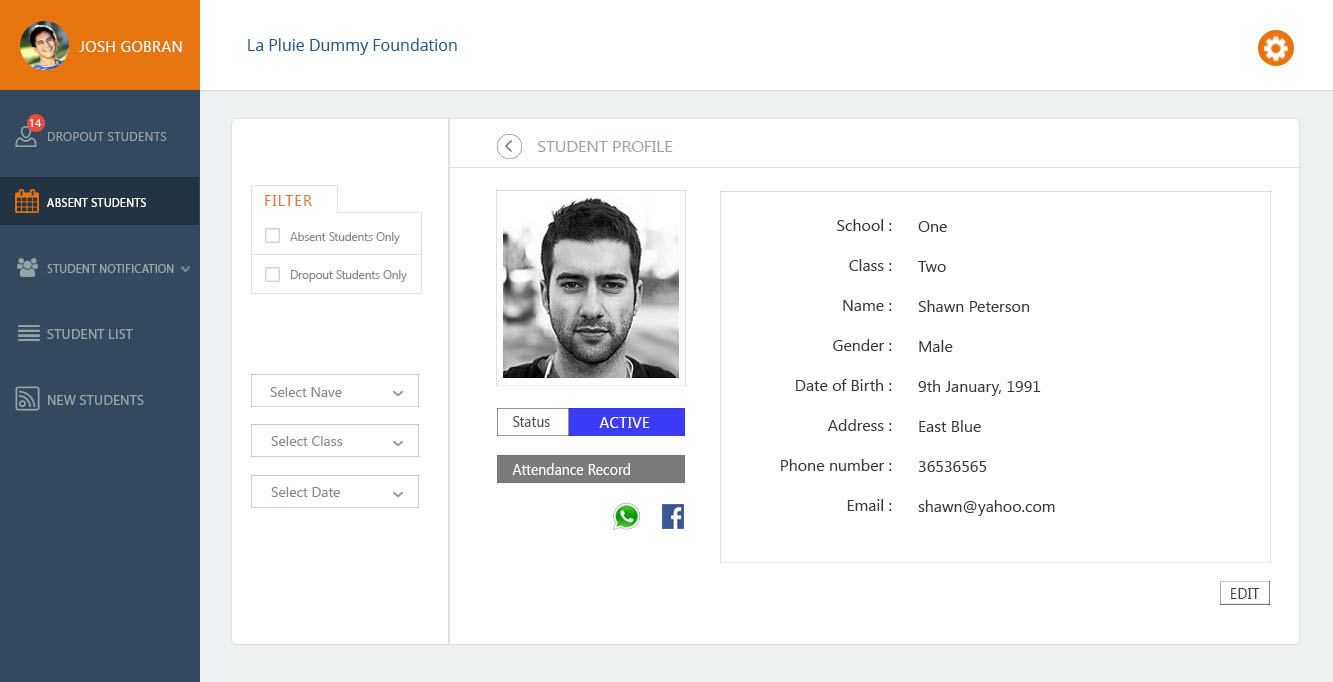 JOSH GOBRAN
La Pluie Dummy Foundation
14
DROPOUT STUDENTS
ABSENT STUDENTS
STUDENT NOTIFICATION
STUDENT LIST
NEW STUDENTS
FILTER
Absent Students Only
Dropout Students Only
Select Nave
Select Class
Select Date
STUDENT PROFILE
Status ACTIVE
Attendance Record
School : One
Class : Two
Name : Shawn Peterson
Gender : Male
Date of Birth : 9th January, 1991
Address : East Blue
Phone number : 36536565
Email : shawn@yahoo.com
EDIT